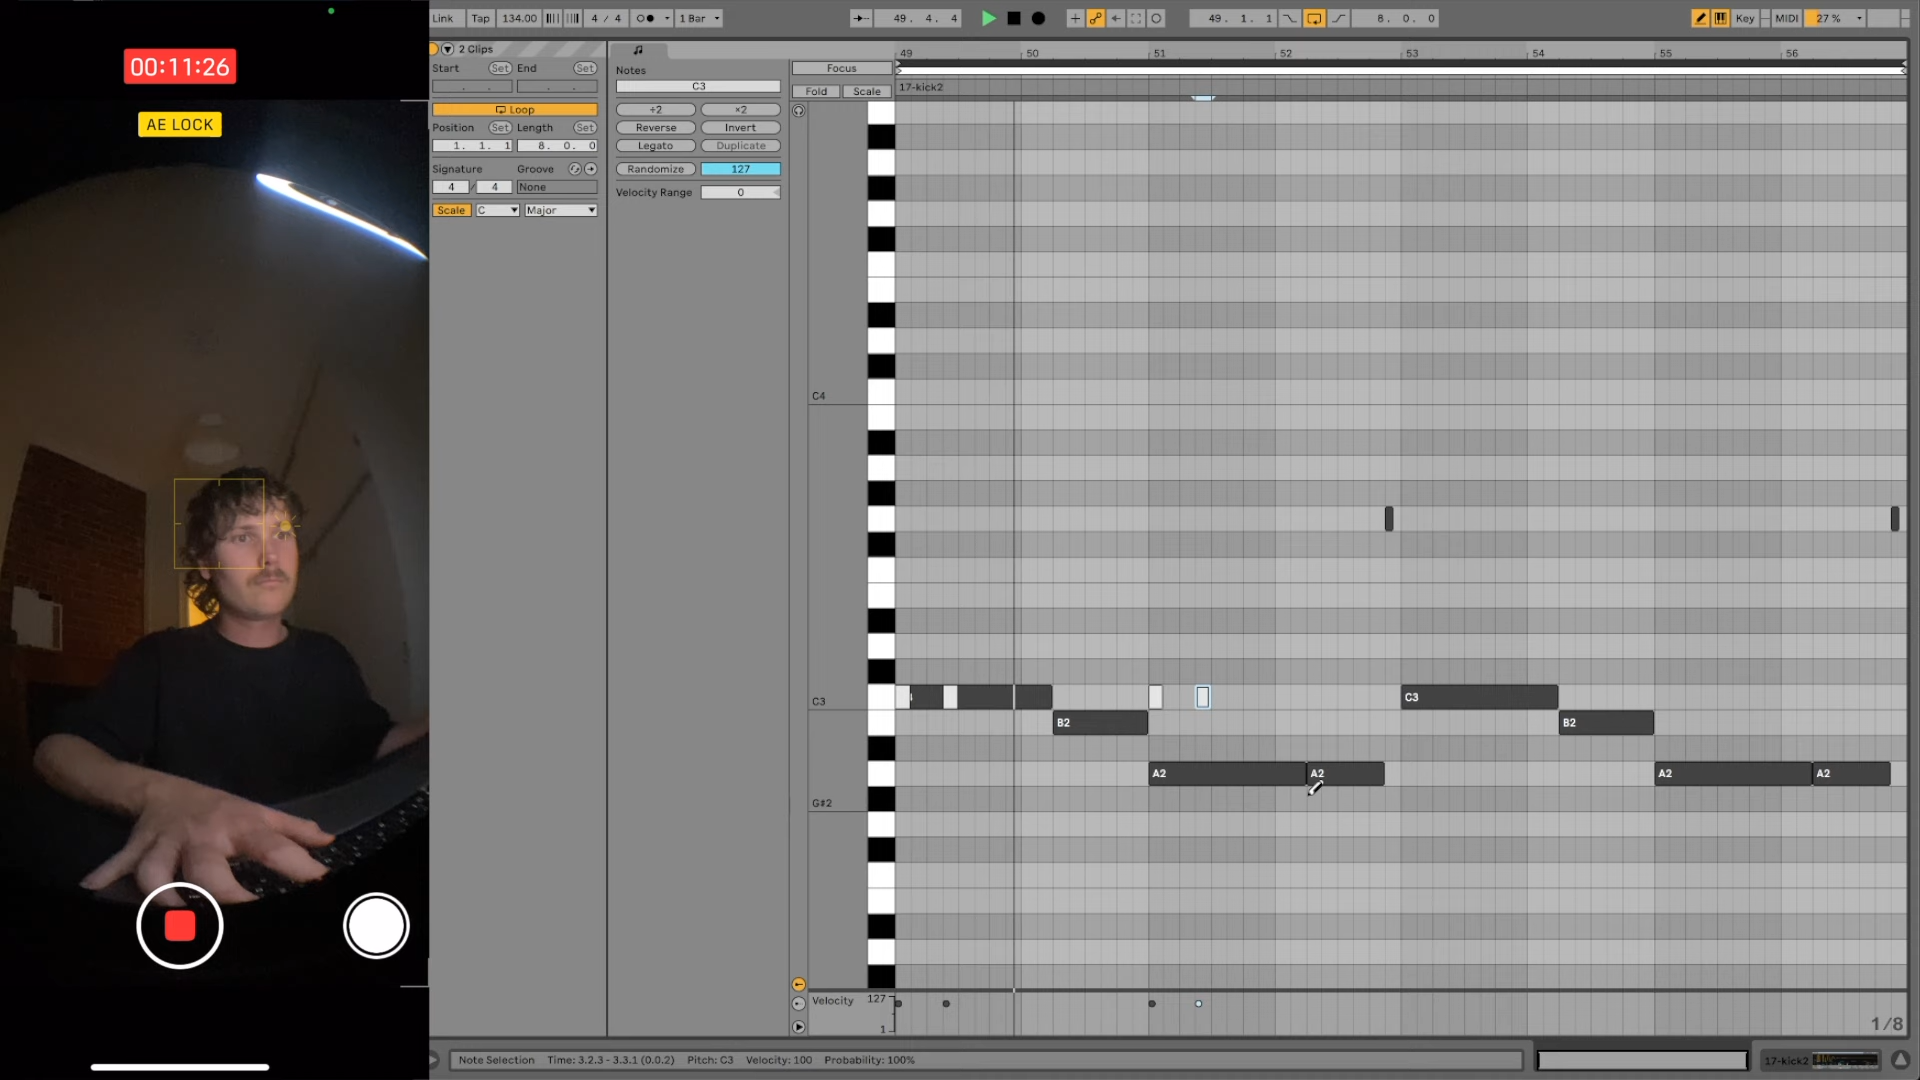 00:11:26
AE LOCK
Link Tap 134.00 4 / 4 1 Bar 49. 4. 4 49. 1. 1 8. 0. 0 Key MIDI 27 %
2 Clips
Start Set End Set
Loop
Position Set Length Set
1. 1. 1 8. 0. 0
Signature Groove
4 / 4 None
Scale C Major
Notes
C3
÷2 ×2
Reverse Invert
Legato Duplicate
Randomize 127
Velocity Range 0
Focus
Fold Scale
49 50 51 52 53 54 55 56
17-kick2
C4
C3
G#2
C3
B2 B2
A2 A2 A2 A2
Velocity 127
1
1/8
Note Selection Time: 3.2.3 - 3.3.1 (0.0.2) Pitch: C3 Velocity: 100 Probability: 100%
17-kick2